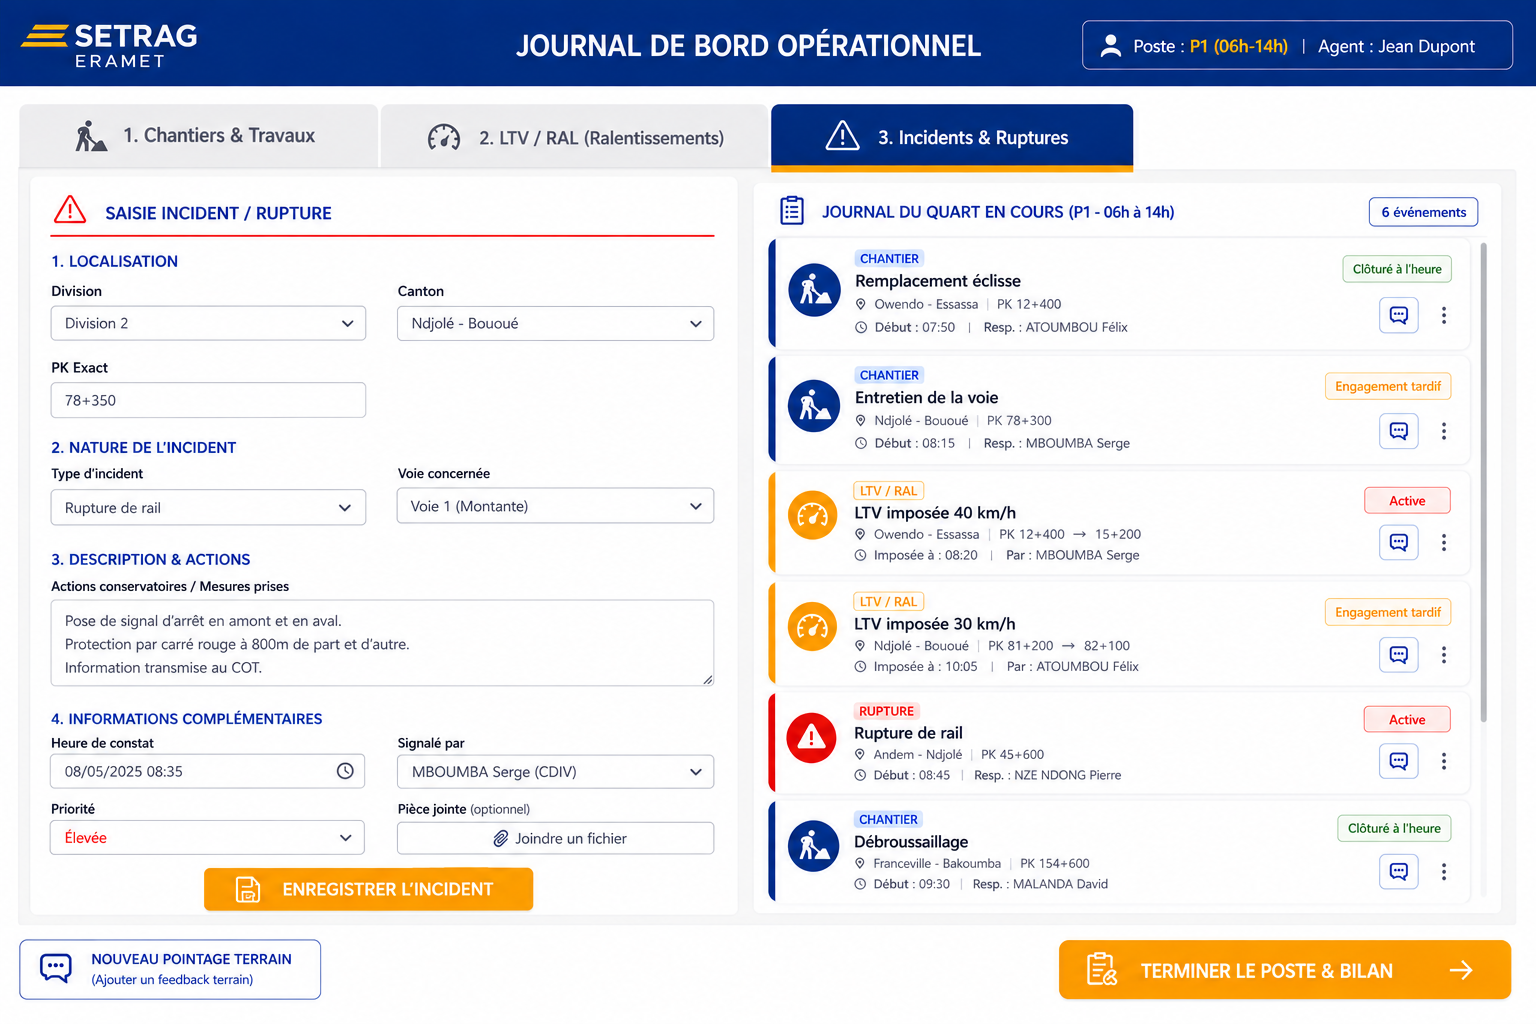 SETRAG
ERAMET
JOURNAL DE BORD OPÉRATIONNEL
Poste : P1 (06h-14h) | Agent : Jean Dupont
1. Chantiers & Travaux
2. LTV / RAL (Ralentissements)
3. Incidents & Ruptures
SAISIE INCIDENT / RUPTURE
1. LOCALISATION
Division
Canton
Division 2
Ndjolé - Bououé
PK Exact
78+350
2. NATURE DE L'INCIDENT
Type d'incident
Voie concernée
Rupture de rail
Voie 1 (Montante)
3. DESCRIPTION & ACTIONS
Actions conservatoires / Mesures prises
Pose de signal d'arrêt en amont et en aval.
Protection par carré rouge à 800m de part et d'autre.
Information transmise au COT.
4. INFORMATIONS COMPLÉMENTAIRES
Heure de constat
Signalé par
08/05/2025 08:35
MBOUMBA Serge (CDIV)
Priorité
Pièce jointe (optionnel)
Élevée
Joindre un fichier
ENREGISTRER L'INCIDENT
JOURNAL DU QUART EN COURS (P1 - 06h à 14h)
6 événements
CHANTIER
Remplacement éclisse
Owendo - Essassa | PK 12+400
Début : 07:50 | Resp. : ATOUMBOU Félix
Clôturé à l'heure
CHANTIER
Entretien de la voie
Ndjolé - Bououé | PK 78+300
Début : 08:15 | Resp. : MBOUMBA Serge
Engagement tardif
LTV / RAL
LTV imposée 40 km/h
Owendo - Essassa | PK 12+400 → 15+200
Imposée à : 08:20 | Par : MBOUMBA Serge
Active
LTV / RAL
LTV imposée 30 km/h
Ndjolé - Bououé | PK 81+200 → 82+100
Imposée à : 10:05 | Par : ATOUMBOU Félix
Engagement tardif
RUPTURE
Rupture de rail
Andem - Ndjolé | PK 45+600
Début : 08:45 | Resp. : NZE NDONG Pierre
Active
CHANTIER
Débroussaillage
Franceville - Bakoumba | PK 154+600
Début : 09:30 | Resp. : MALANDA David
Clôturé à l'heure
NOUVEAU POINTAGE TERRAIN
(Ajouter un feedback terrain)
TERMINER LE POSTE & BILAN →